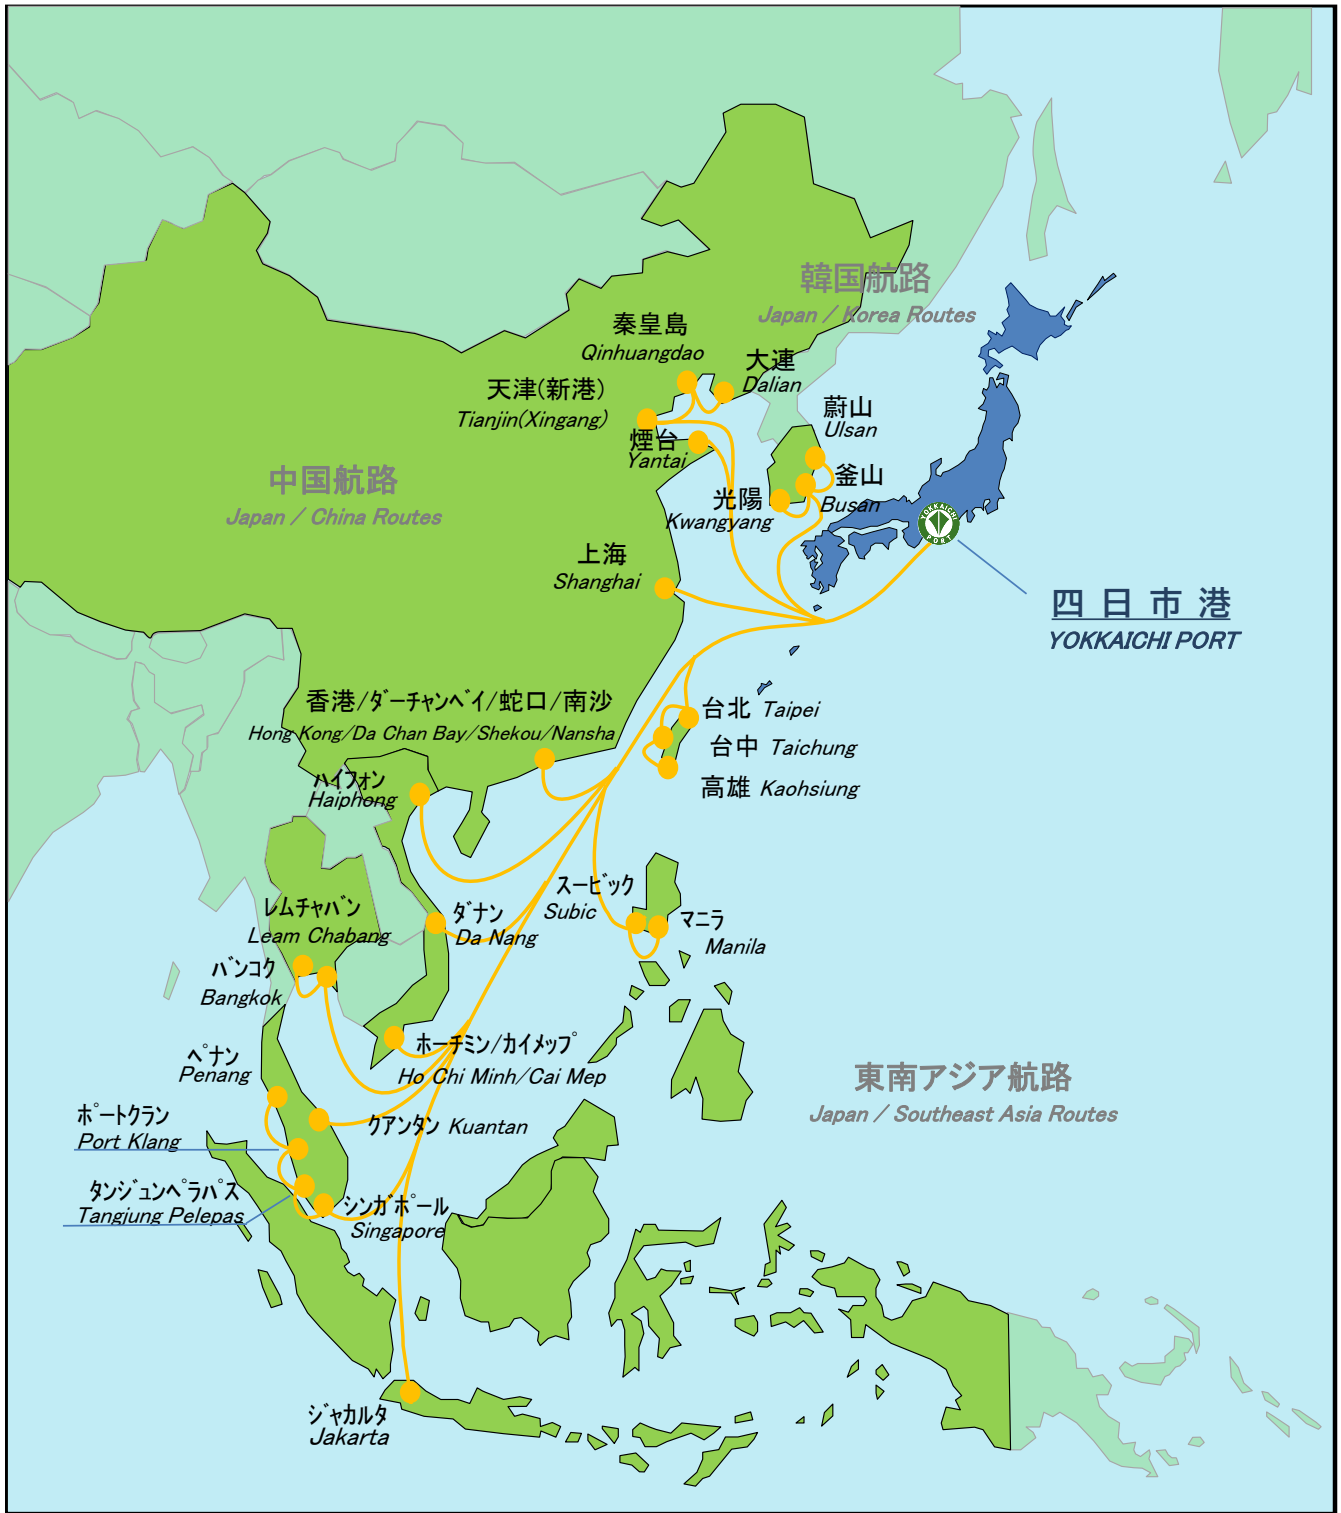 韓国航路
Japan / Korea Routes
秦皇島
Qinhuangdao
大連
Dalian
天津(新港)
Tianjin(Xingang)
蔚山
Ulsan
煙台
Yantai
釜山
Busan
光陽
Kwangyang
中国航路
Japan / China Routes
YOKKAICHI
PORT
上海
Shanghai
四日市港
YOKKAICHI PORT
香港/ﾀﾞｰﾁｬﾝﾍﾞｲ/蛇口/南沙
Hong Kong/Da Chan Bay/Shekou/Nansha
台北 Taipei
台中 Taichung
高雄 Kaohsiung
ﾊｲﾌｫﾝ
Haiphong
ｽｰﾋﾞｯｸ
Subic
ﾏﾆﾗ
Manila
ﾚﾑﾁｬﾊﾞﾝ
Leam Chabang
ﾀﾞﾅﾝ
Da Nang
ﾊﾞﾝｺｸ
Bangkok
ﾎｰﾁﾐﾝ/ｶｲﾒｯﾌﾟ
Ho Chi Minh/Cai Mep
ﾍﾟﾅﾝ
Penang
東南アジア航路
Japan / Southeast Asia Routes
ﾎﾟｰﾄｸﾗﾝ
Port Klang
ｸｱﾝﾀﾝ Kuantan
ﾀﾝｼﾞｭﾝﾍﾟﾗﾊﾟｽ
Tangjung Pelepas
ｼﾝｶﾞﾎﾟｰﾙ
Singapore
ｼﾞｬｶﾙﾀ
Jakarta